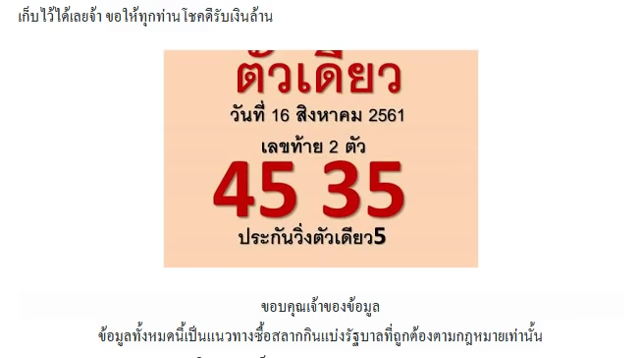 เก็บไว้ได้เลยจ้า ขอให้ทุกท่านโชคดีรับเงินล้าน
ตัวเดียว
วันที่ 16 สิงหาคม 2561
เลขท้าย 2 ตัว
45 35
ประกันวิ่งตัวเดียว5
ขอบคุณเจ้าของข้อมูล
ข้อมูลทั้งหมดนี้เป็นแนวทางซื้อสลากกินแบ่งรัฐบาลที่ถูกต้องตามกฎหมายเท่านั้น